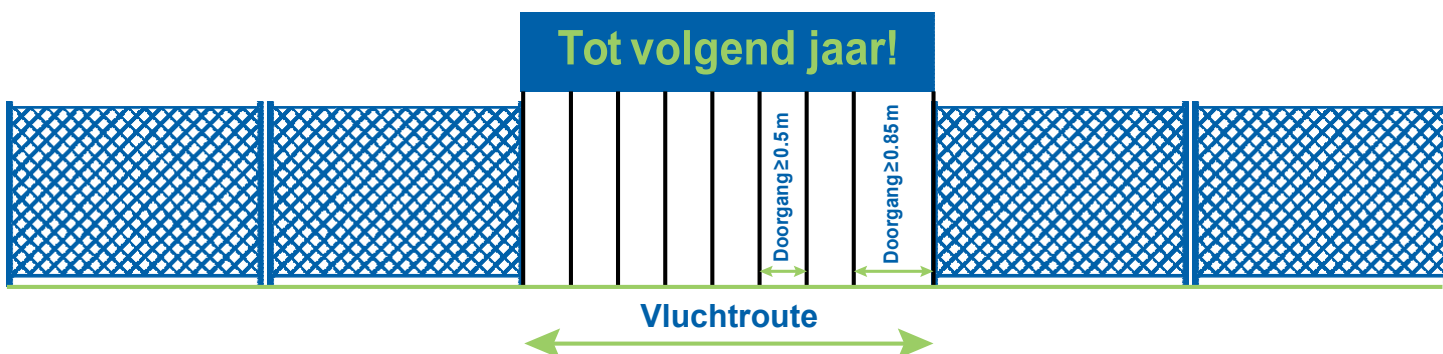 Tot volgend jaar!
Doorgang ≥ 0.5 m
Doorgang ≥ 0.85 m
Vluchtroute